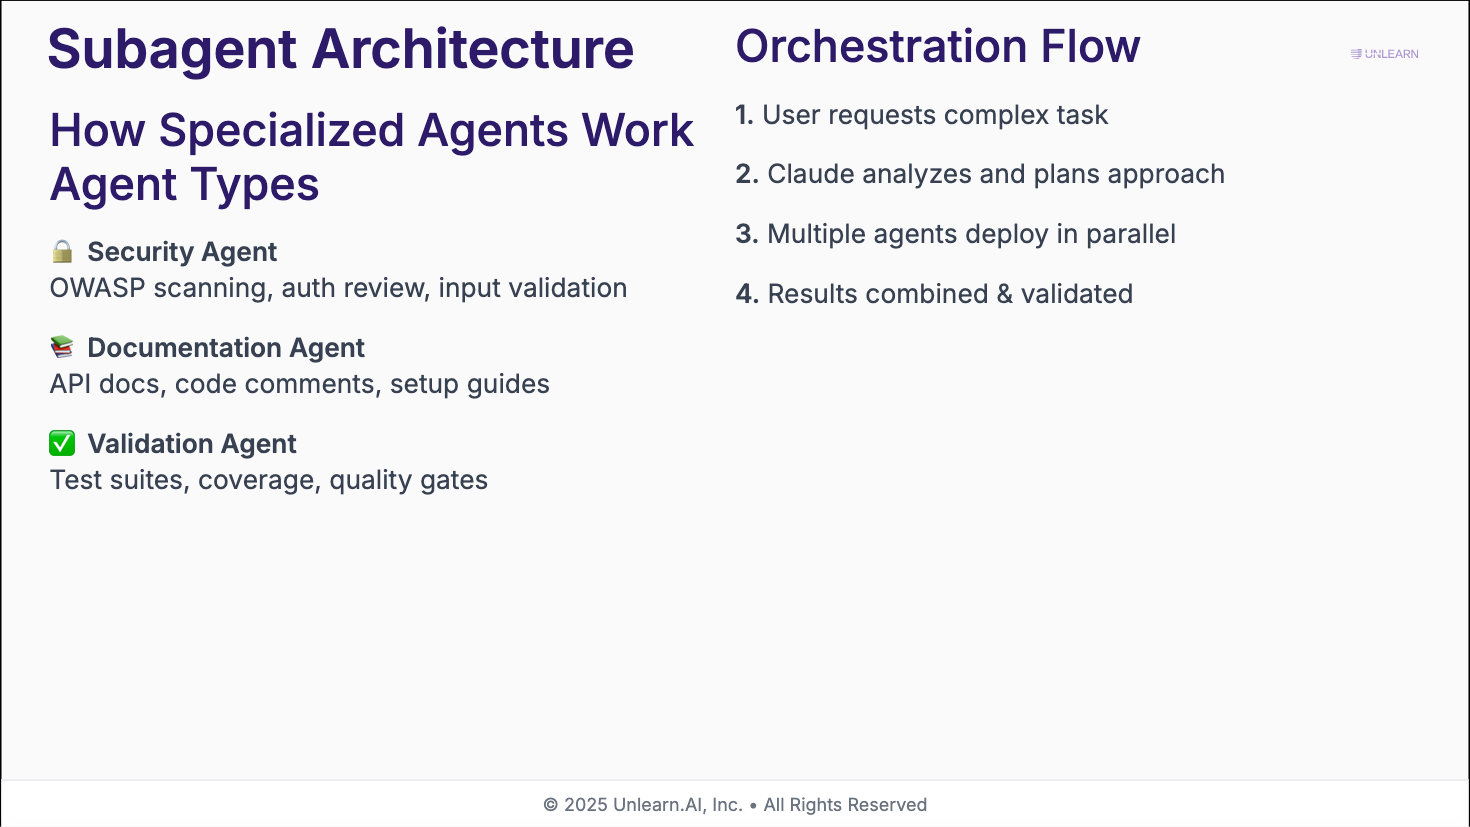 Subagent Architecture
How Specialized Agents Work
Agent Types
🔒 Security Agent
OWASP scanning, auth review, input validation
📚 Documentation Agent
API docs, code comments, setup guides
✅ Validation Agent
Test suites, coverage, quality gates
Orchestration Flow
1. User requests complex task
2. Claude analyzes and plans approach
3. Multiple agents deploy in parallel
4. Results combined & validated
UNLEARN
© 2025 Unlearn.AI, Inc. • All Rights Reserved